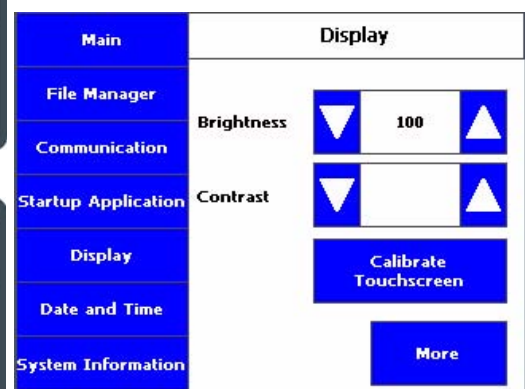 Main
File Manager
Communication
Startup Application
Display
Date and Time
System Information
Display
Brightness
100
Contrast
Calibrate
Touchscreen
More